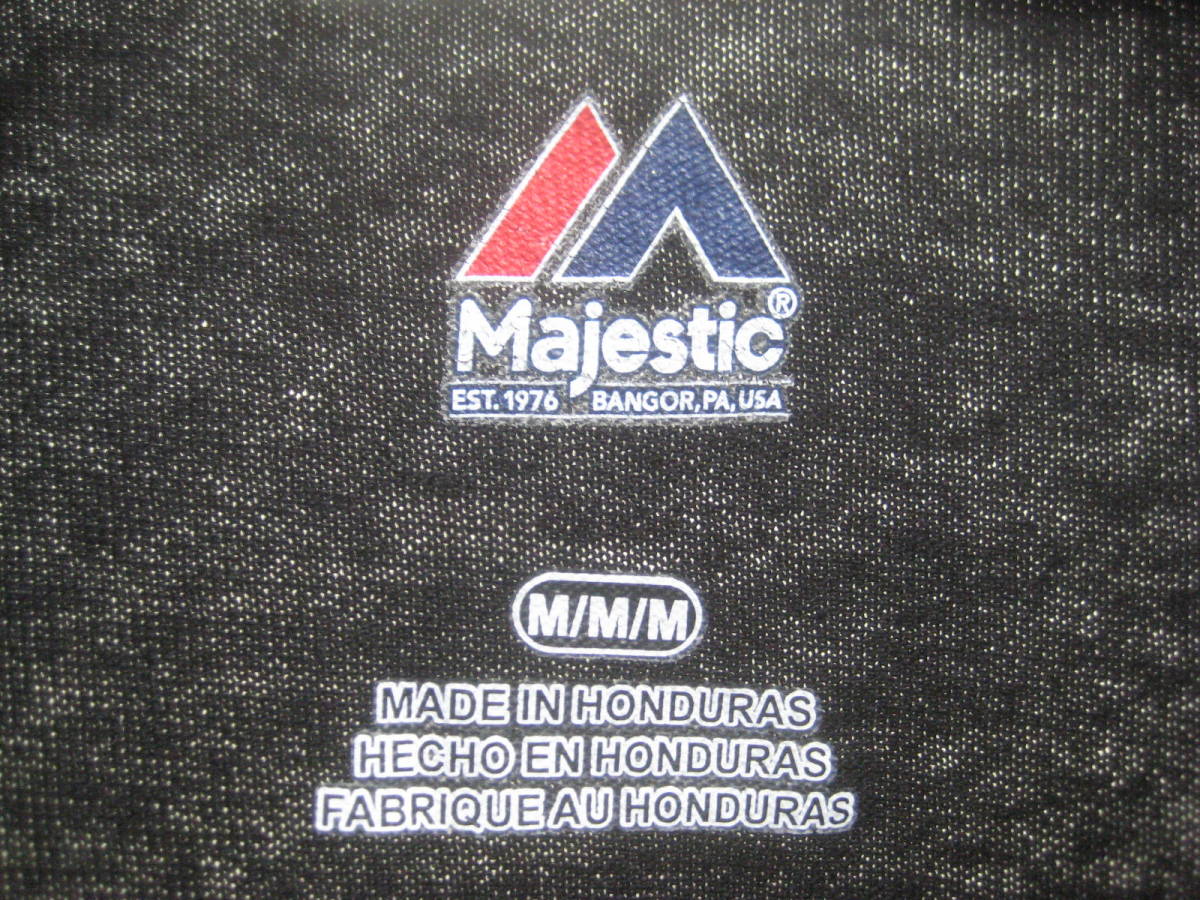 Majestic®
EST. 1976 BANGOR, PA, USA
M/M/M
MADE IN HONDURAS
HECHO EN HONDURAS
FABRIQUE AU HONDURAS